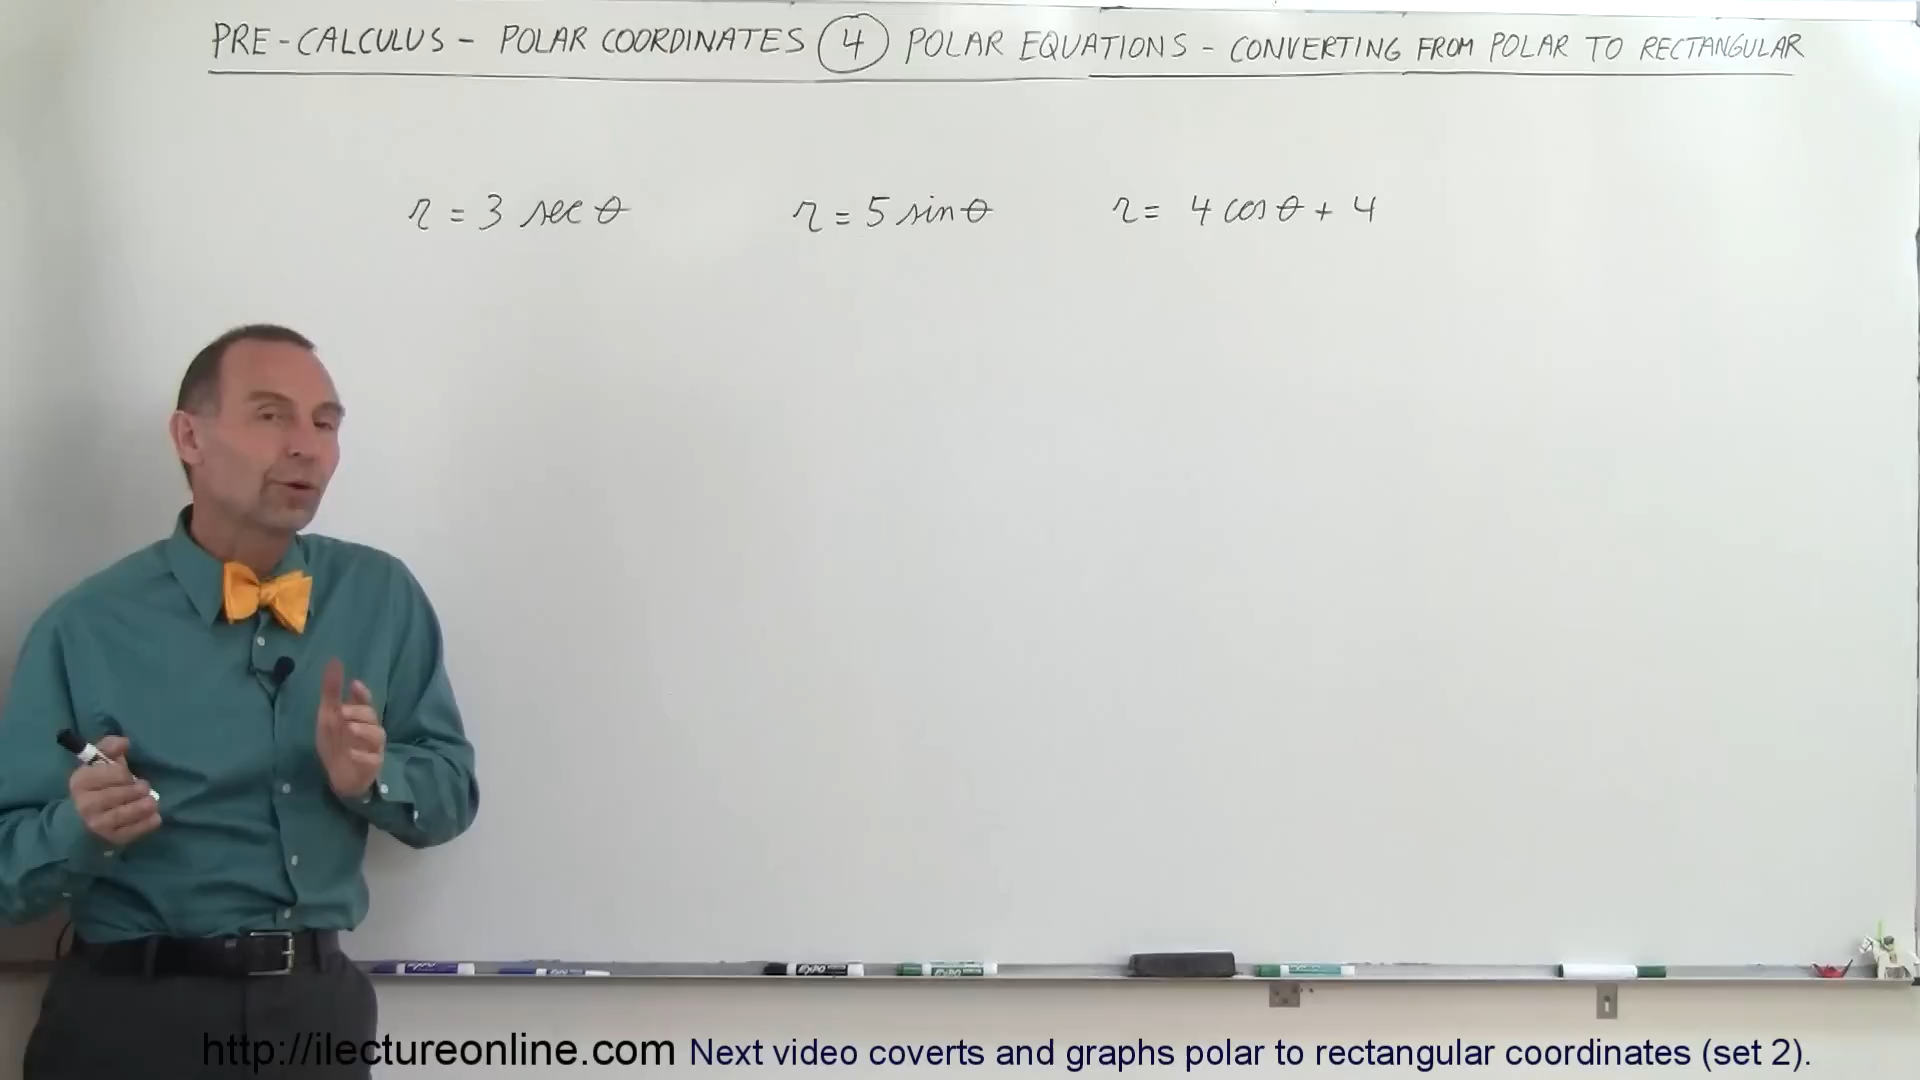 PRE-CALCULUS - POLAR COORDINATES 4 POLAR EQUATIONS - CONVERTING FROM POLAR TO RECTANGULAR
r = 3 sec θ r = 5 sin θ r = 4 cos θ + 4
EXPO
http://ilectureonline.com Next video coverts and graphs polar to rectangular coordinates (set 2).